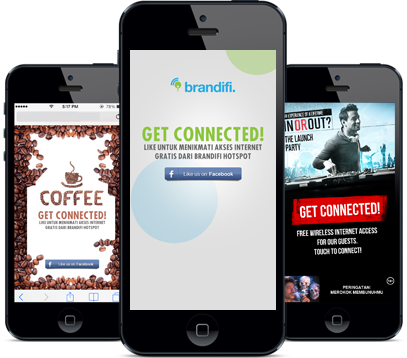 5:17 PM
76%
COFFEE
GET CONNECTED!
LIKE UNTUK MENIKMATI AKSES INTERNET
GRATIS DARI BRANDIFI HOTSPOT
f Like us on Facebook
brandifi.
GET CONNECTED!
LIKE UNTUK MENIKMATI AKSES INTERNET
GRATIS DARI BRANDIFI HOTSPOT
f Like us on Facebook
IN OR OUT?
THE LAUNCH
PARTY
GET CONNECTED!
FREE WIRELESS INTERNET ACCESS
FOR OUR GUESTS.
TOUCH TO CONNECT!
PERINGATAN:
MEROKOK MEMBUNUHMU